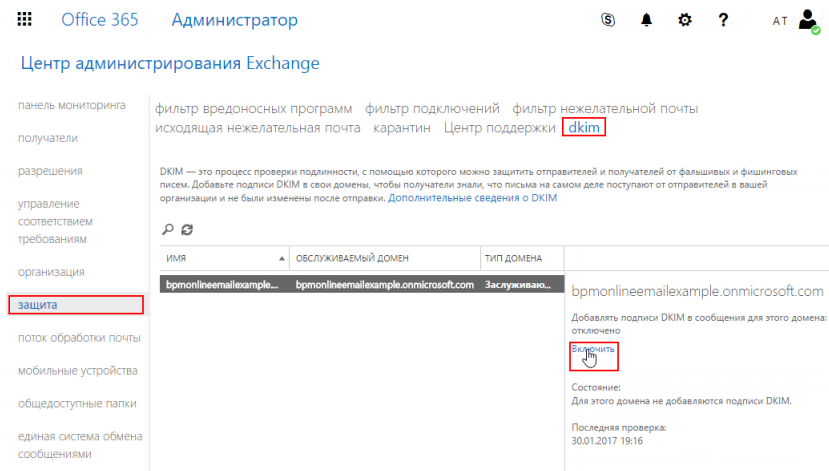 Office 365 Администратор
? AT
Центр администрирования Exchange
панель мониторинга
получатели
разрешения
управление
соответствием
требованиям
организация
защита
поток обработки почты
мобильные устройства
общедоступные папки
единая система обмена
сообщениями
фильтр вредоносных программ фильтр подключений фильтр нежелательной почты
исходящая нежелательная почта карантин Центр поддержки dkim
DKIM — это процесс проверки подлинности, с помощью которого можно защитить отправителей и получателей от фальшивых и фишинговых
писем. Добавьте подписи DKIM в свои домены, чтобы получатели знали, что письма на самом деле поступают от отправителей в вашей
организации и не были изменены после отправки. Дополнительные сведения о DKIM
ИМЯ ОБСЛУЖИВАЕМЫЙ ДОМЕН ТИП ДОМЕНА
bpmonlineemailexample.... bpmonlineemailexample.onmicrosoft.com Заслуживаю...
bpmonlineemailexample.onmicrosoft.com
Добавлять подписи DKIM в сообщения для этого домена:
отключено
Включить
Состояние:
Для этого домена не добавляются подписи DKIM.
Последняя проверка:
30.01.2017 19:16